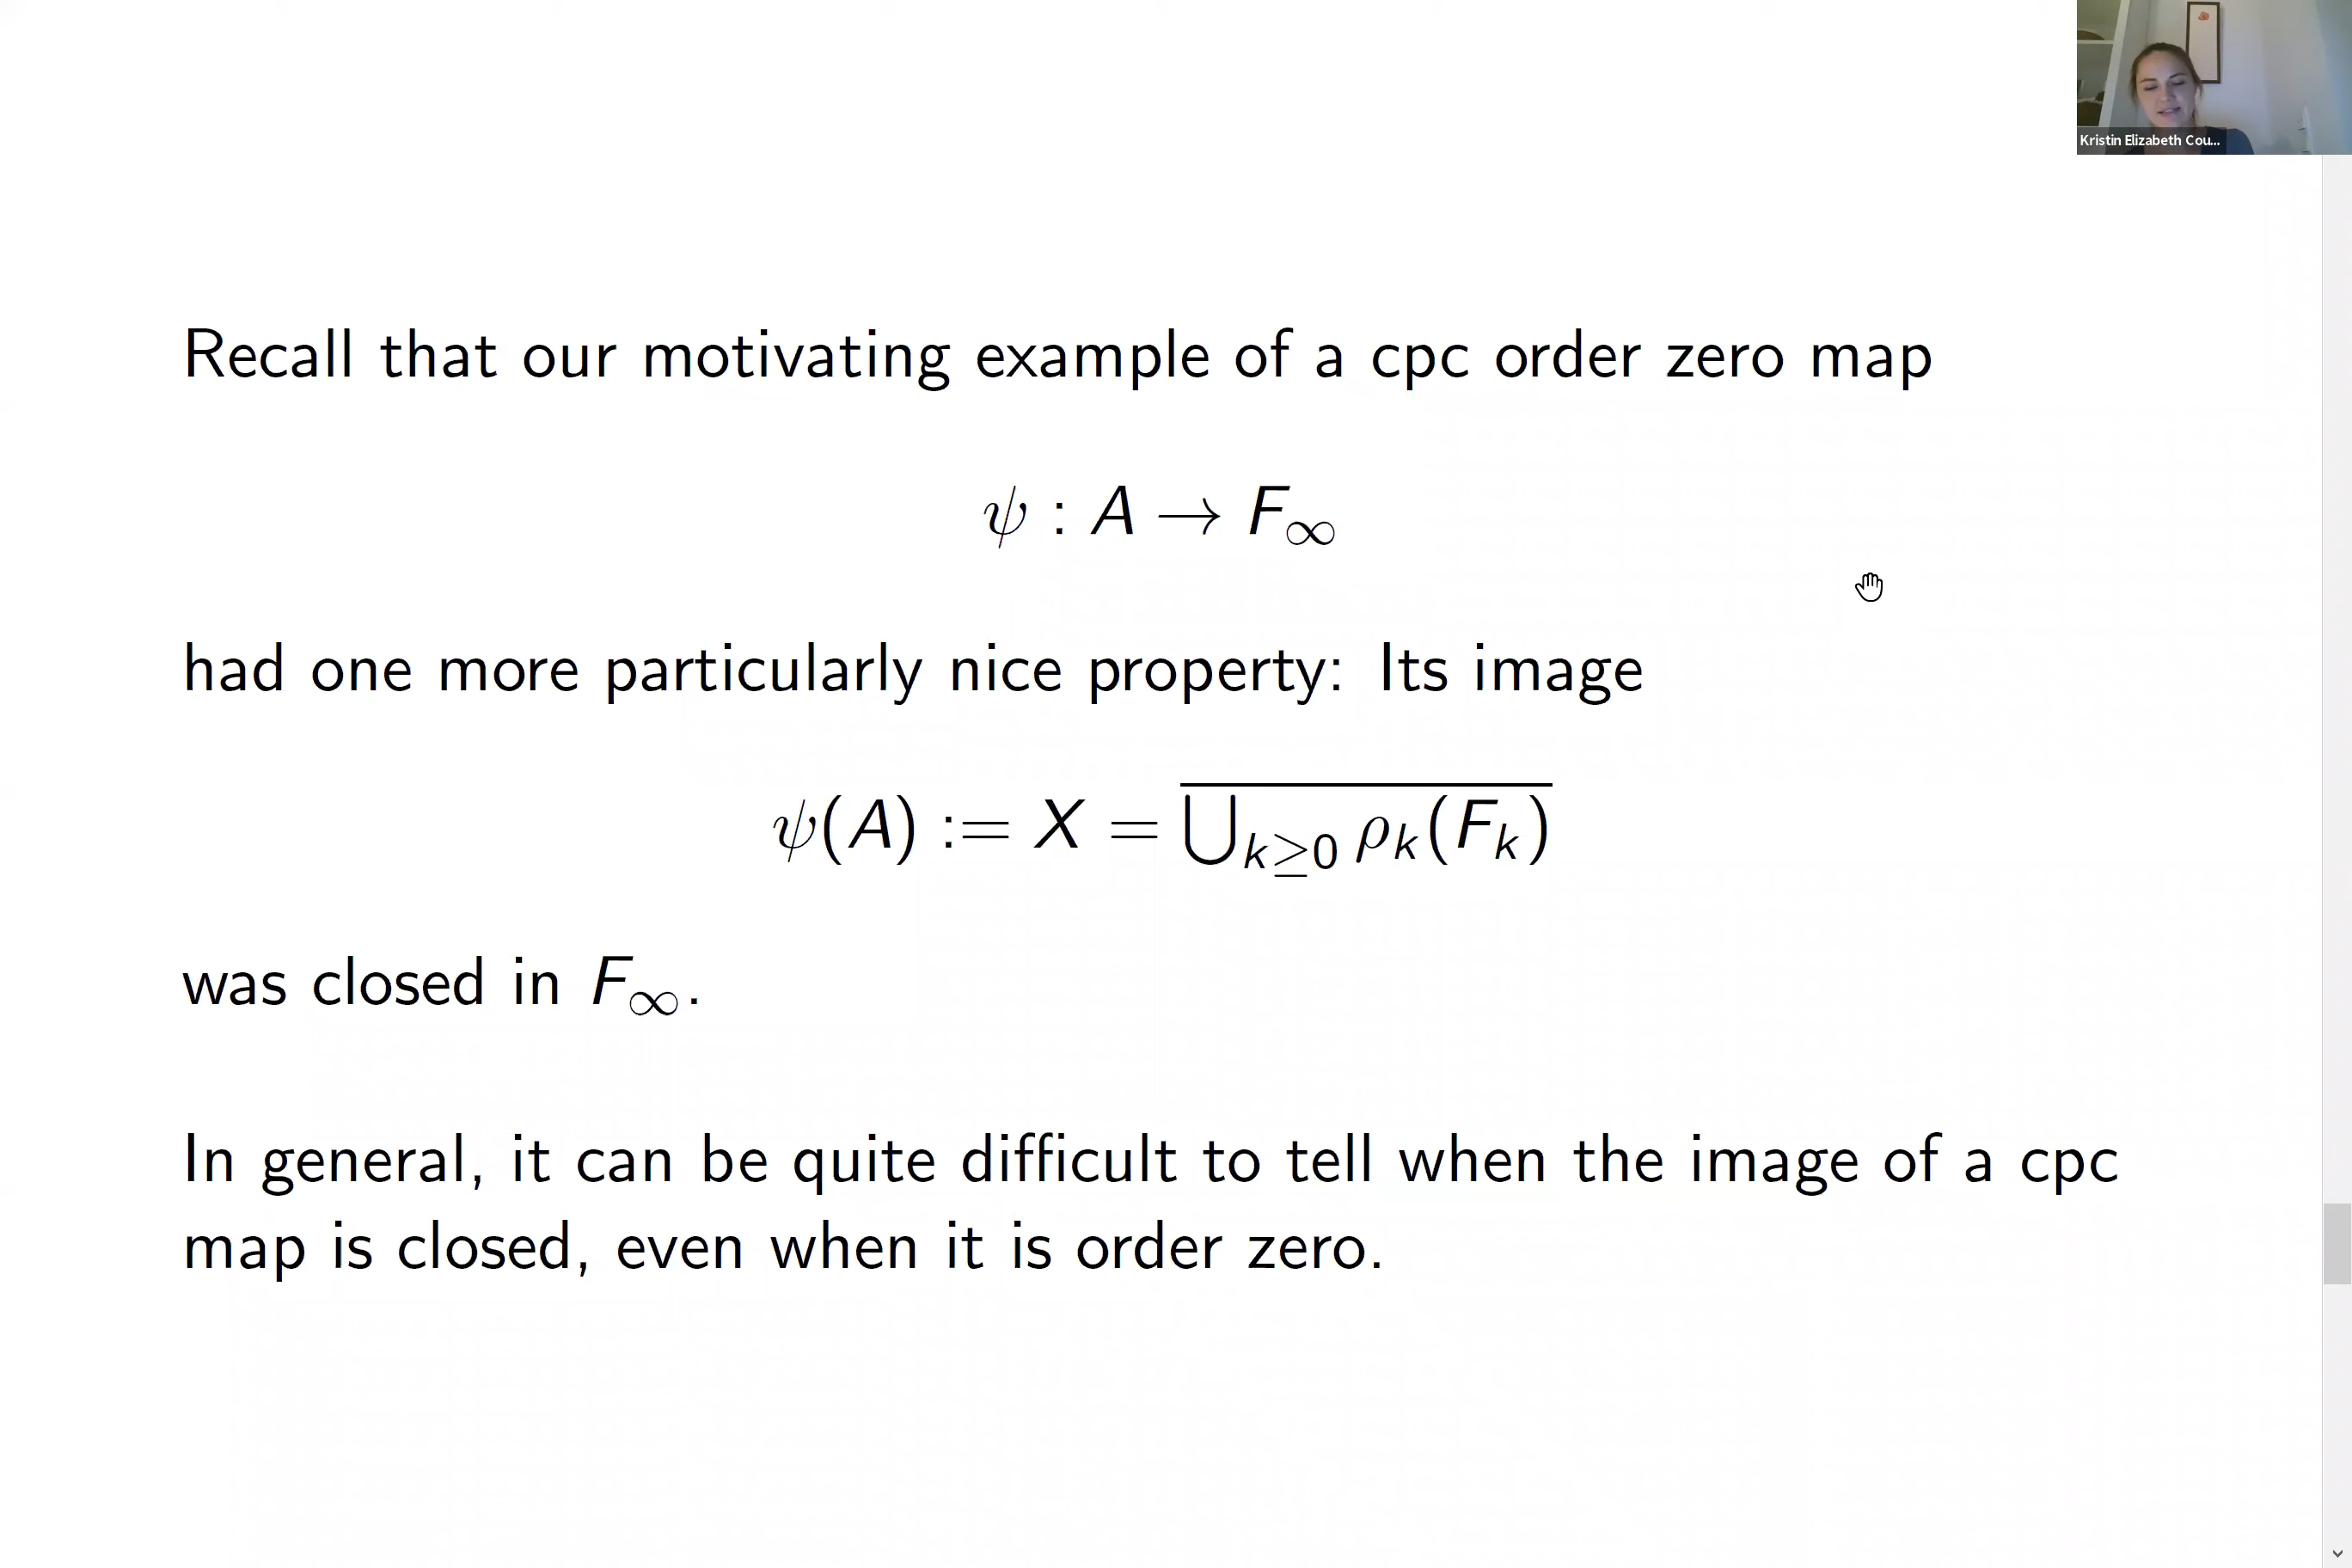 Kristin Elizabeth Cou...
Recall that our motivating example of a cpc order zero map
ψ : A → F∞
had one more particularly nice property: Its image
ψ(A) := X = \overline{⋃_{k≥0} ρ_k(F_k)}
was closed in F∞.
In general, it can be quite difficult to tell when the image of a cpc
map is closed, even when it is order zero.